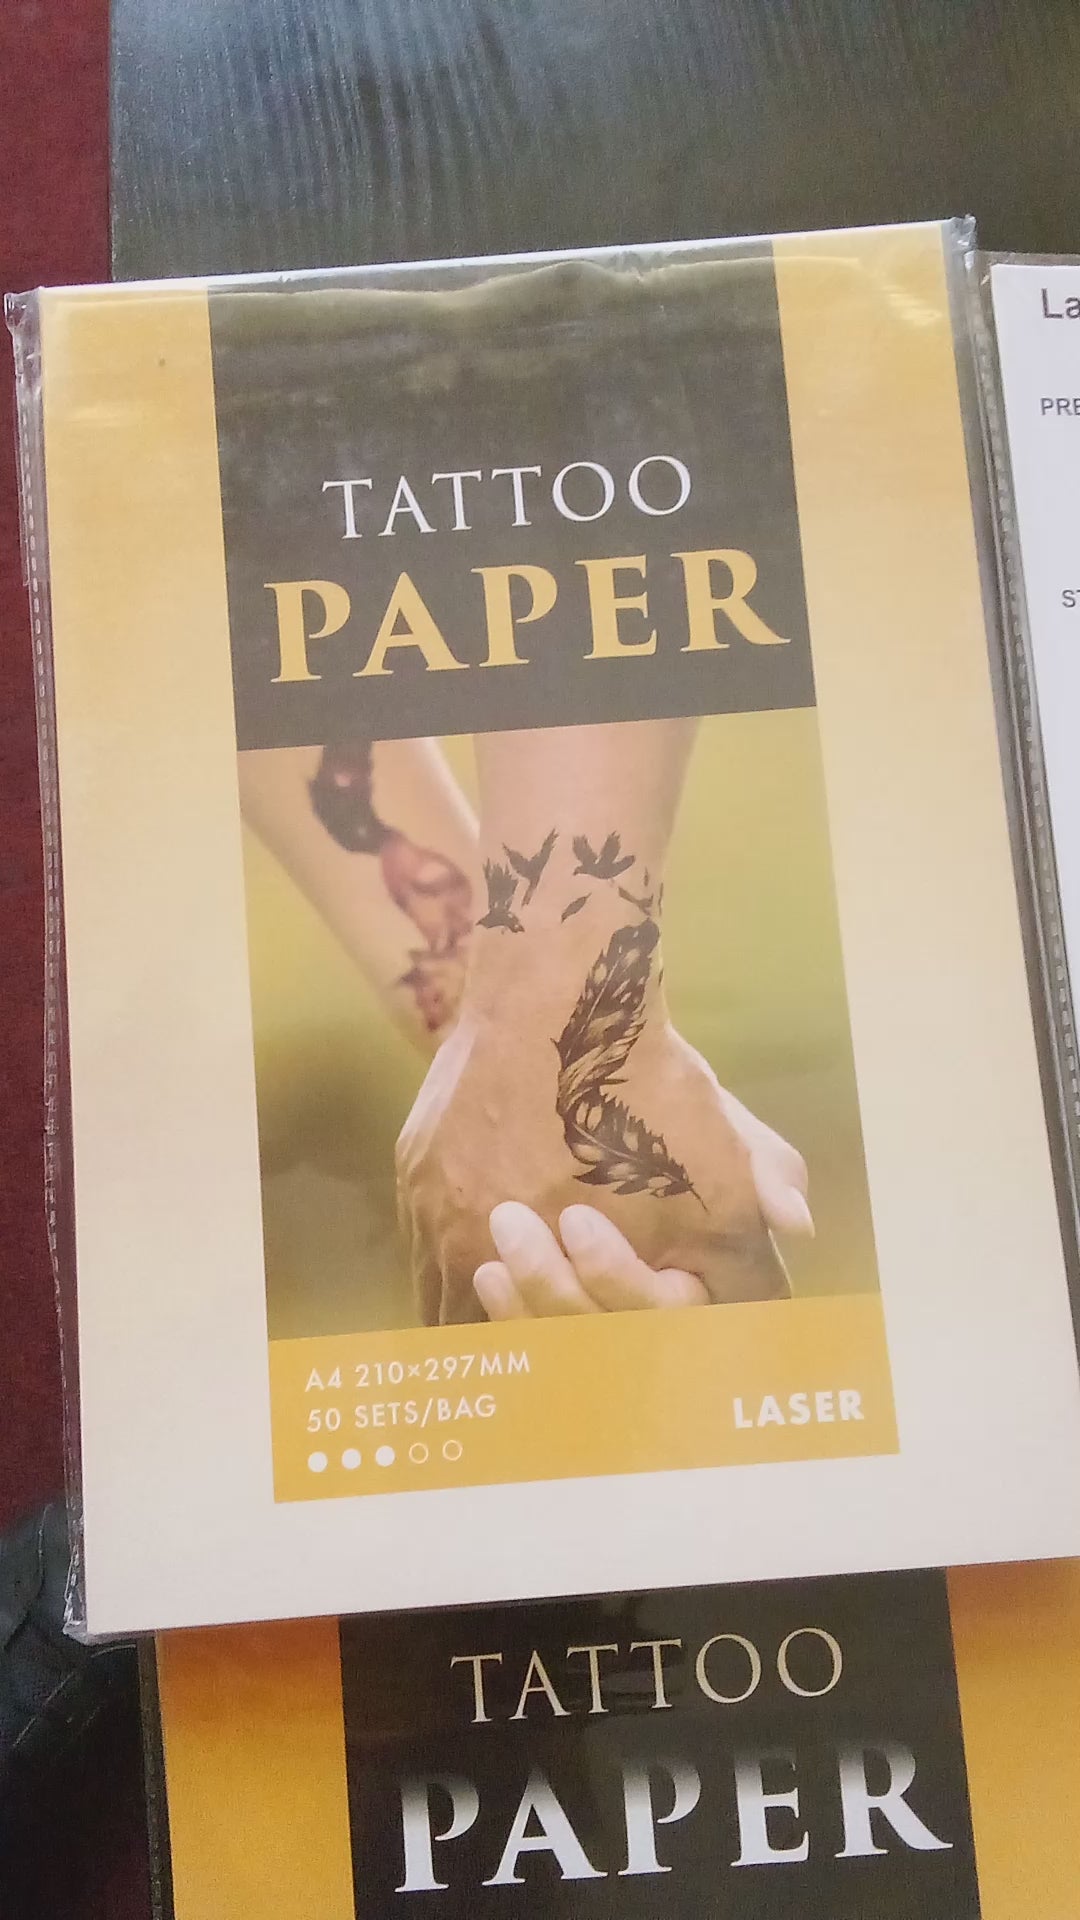 TATTOO
PAPER
A4 210×297MM
50 SETS/BAG
LASER
La
PRE
ST
TATTOO
PAPER